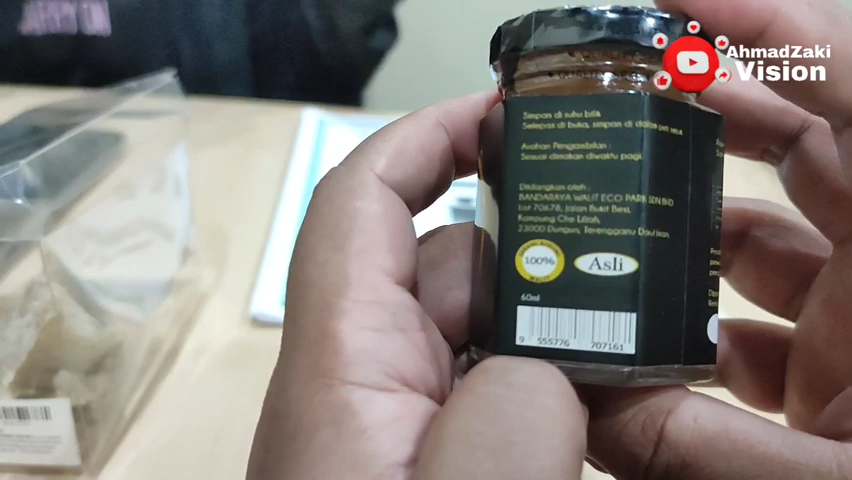 AhmadZaki
Vision
Simpan di suhu bilik
Selepas di buka, simpan di dalam peti sejuk
Arahan Pengambilan :
Sesuai dimakan diwaktu pagi
Dikilangkan oleh :
BANDARAYA WALIT ECO PARK SDN BHD
Lot 70678, Jalan Bukit Besi,
Kampung Che Lijah,
23000 Dungun, Terengganu Darul Iman
100%
Asli
60ml
9 555776 707161